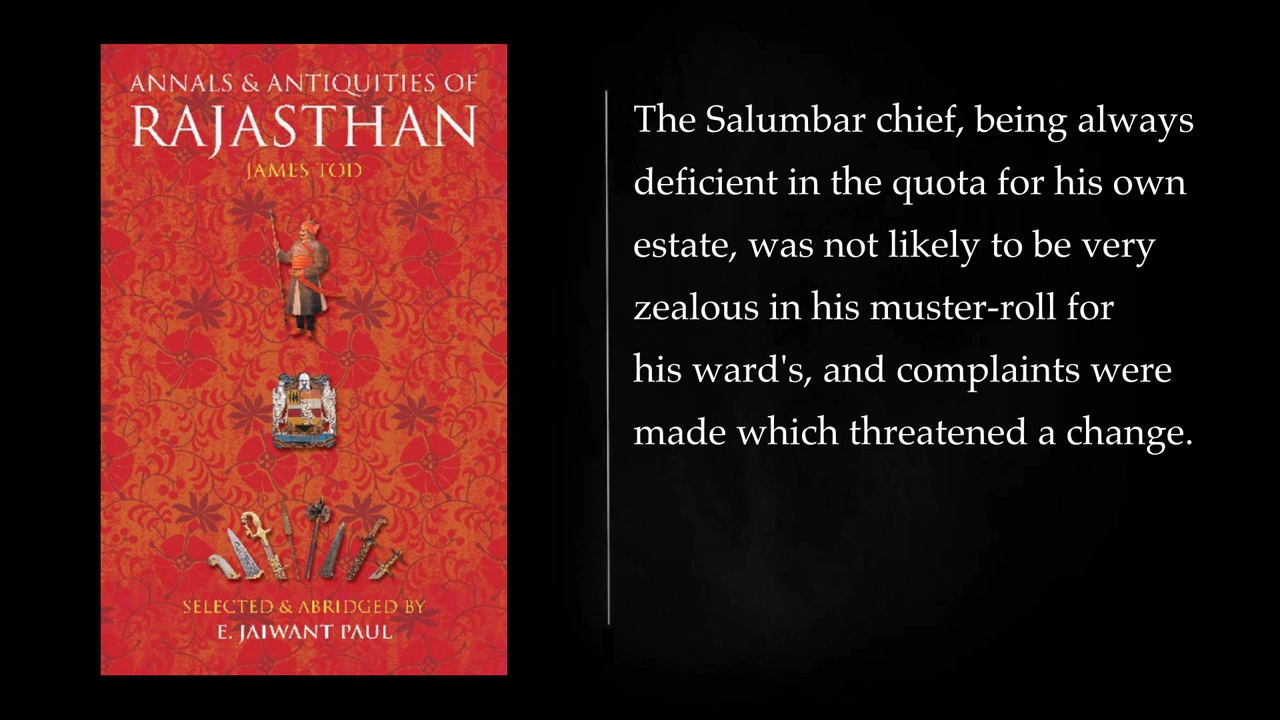 ANNALS & ANTIQUITIES OF
RAJASTHAN
JAMES TOD
SELECTED & ABRIDGED BY
E. JAIWANT PAUL
The Salumbar chief, being always
deficient in the quota for his own
estate, was not likely to be very
zealous in his muster-roll for
his ward's, and complaints were
made which threatened a change.